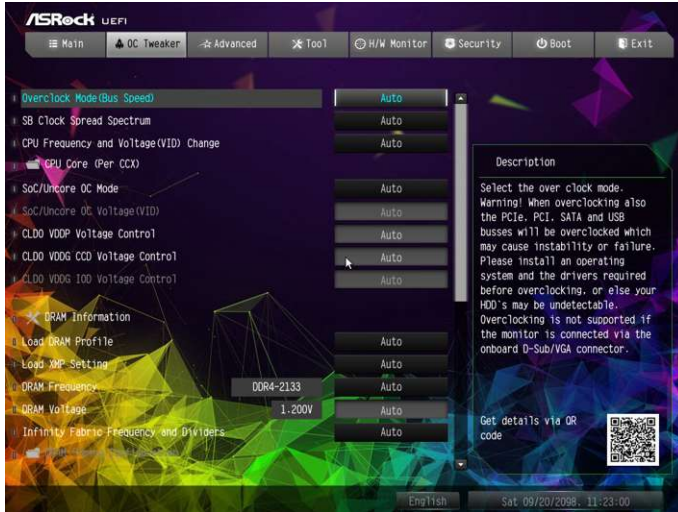 ASRock UEFI
Main OC Tweaker Advanced Tool H/W Monitor Security Boot Exit
Overclock Mode(Bus Speed) Auto
SB Clock Spread Spectrum Auto
CPU Frequency and Voltage(VID) Change Auto
CPU Core (Per CCX)
SoC/Uncore OC Mode Auto
SoC/Uncore OC Voltage(VID) Auto
CLDO VDDP Voltage Control Auto
CLDO VDDG CCD Voltage Control Auto
CLDO VDDG IOD Voltage Control Auto
DRAM Information
Load DRAM Profile Auto
Load XMP Setting Auto
DRAM Frequency DDR4-2133 Auto
DRAM Voltage 1.200V Auto
Infinity Fabric Frequency and Dividers Auto
Description
Select the over clock
mode.
Warning! When overclocking also
the PCIe, PCI, SATA and USB
busses will be overclocked which
may cause instability or failure.
Please install an operating
system and the drivers required
before overclocking, or else your
HDD's may be undetectable.
Overclocking is not supported if
the monitor is connected via the
onboard D-Sub/VGA connector.
Get details via QR
code
English
Sat 09/20/2098, 11:23:00